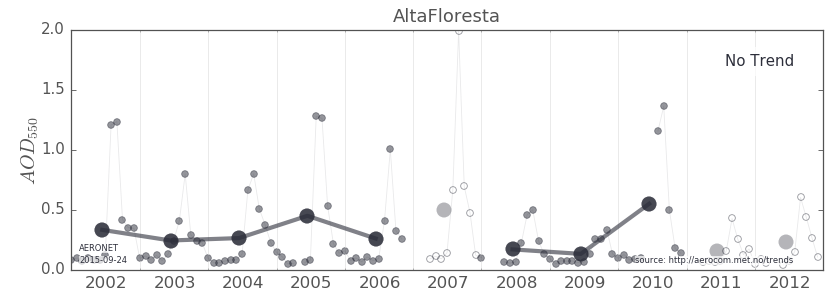 AltaFloresta
No Trend
AOD550
2.0
1.5
1.0
0.5
0.0
AERONET
2015-09-24
source: http://aerocom.met.no/trends
2002 2003 2004 2005 2006 2007 2008 2009 2010 2011 2012